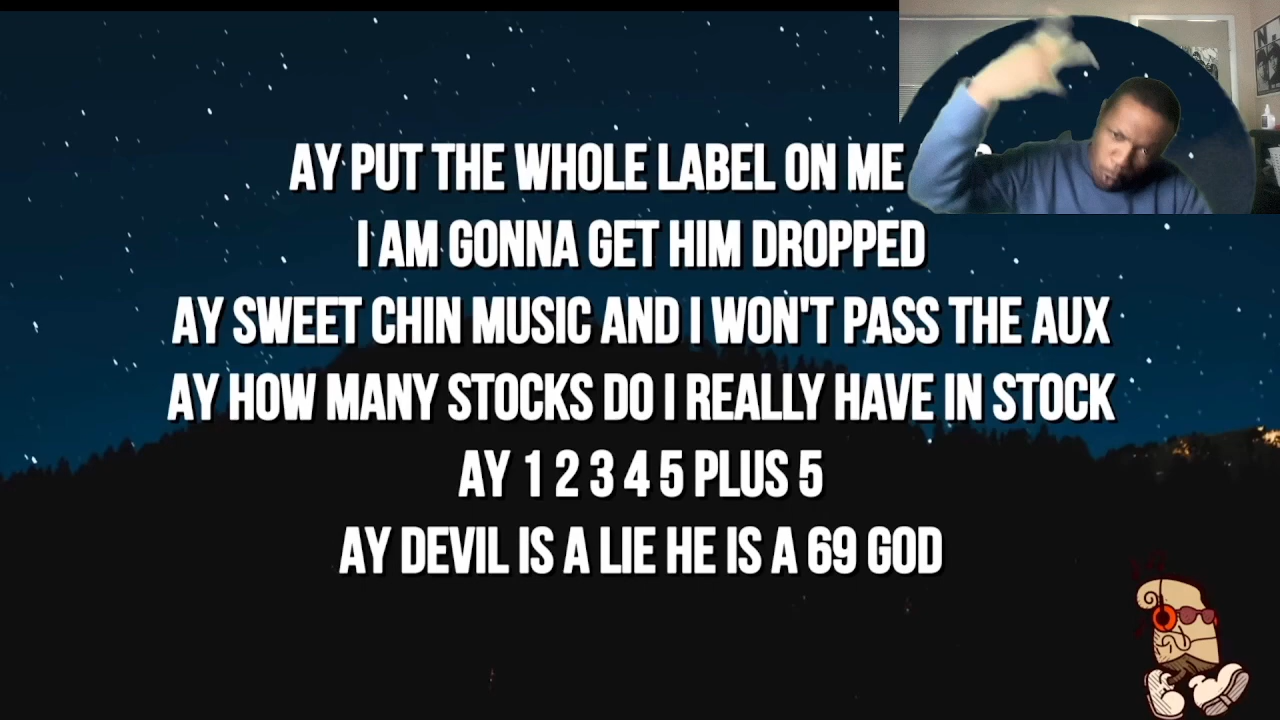 AY PUT THE WHOLE LABEL ON ME
I AM GONNA GET HIM DROPPED
AY SWEET CHIN MUSIC AND I WON'T PASS THE AUX
AY HOW MANY STOCKS DO I REALLY HAVE IN STOCK
AY 1 2 3 4 5 PLUS 5
AY DEVIL IS A LIE HE IS A 69 GOD